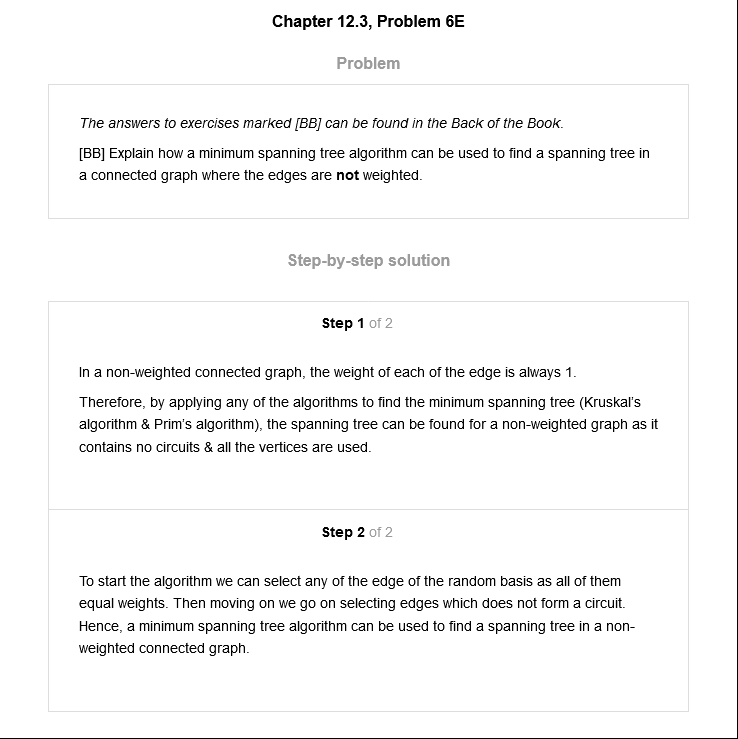 Chapter 12.3, Problem 6E
Problem
The answers to exercises marked [BB] can be found in the Back of the Book.
[BB] Explain how a minimum spanning tree algorithm can be used to find a spanning tree in
a connected graph where the edges are not weighted.
Step-by-step solution
Step 1 of 2
In a non-weighted connected graph, the weight of each of the edge is always 1.
Therefore, by applying any of the algorithms to find the minimum spanning tree (Kruskal's
algorithm & Prim's algorithm), the spanning tree can be found for a non-weighted graph as it
contains no circuits & all the vertices are used.
Step 2 of 2
To start the algorithm we can select any of the edge of the random basis as all of them
equal weights. Then moving on we go on selecting edges which does not form a circuit.
Hence, a minimum spanning tree algorithm can be used to find a spanning tree in a non-
weighted connected graph.